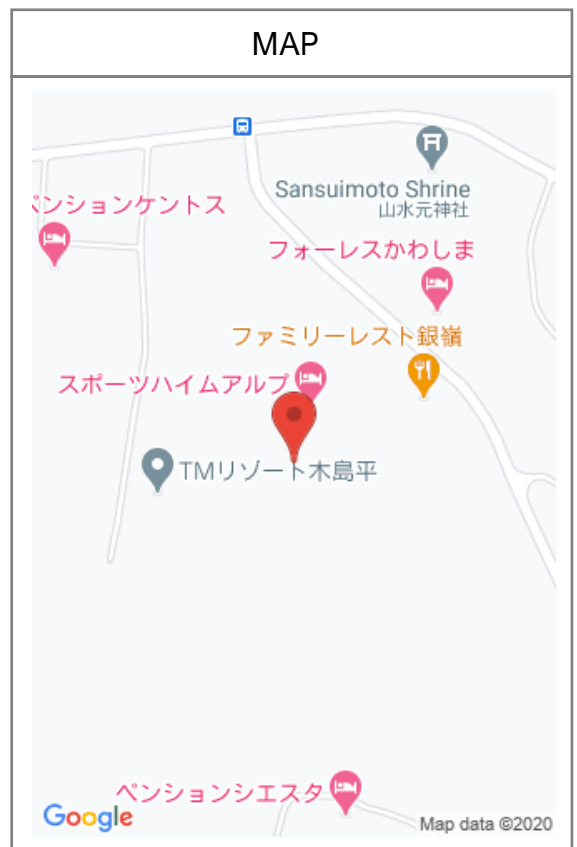 MAP
Sansuimoto Shrine
山水元神社
ペンションケントス
フォーレスかわしま
ファミリーレスト銀嶺
スポーツハイムアルプ
TMリゾート木島平
ペンションシエスタ
Google
Map data ©2020